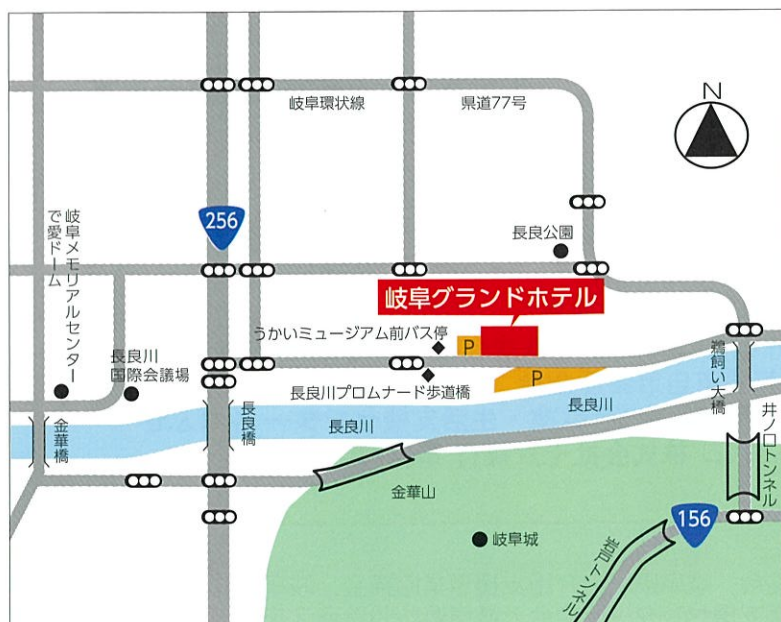 N
岐阜環状線
県道77号
256
岐阜メモリアルセンター
で愛ドーム
長良公園
岐阜グランドホテル
うかいミュージアム前バス停
P
P
長良川
国際会議場
長良川プロムナード歩道橋
鵜飼い大橋
長良川
長良川
長良橋
金華橋
井ノ口トンネル
金華山
岐阜城
156
岩戸トンネル